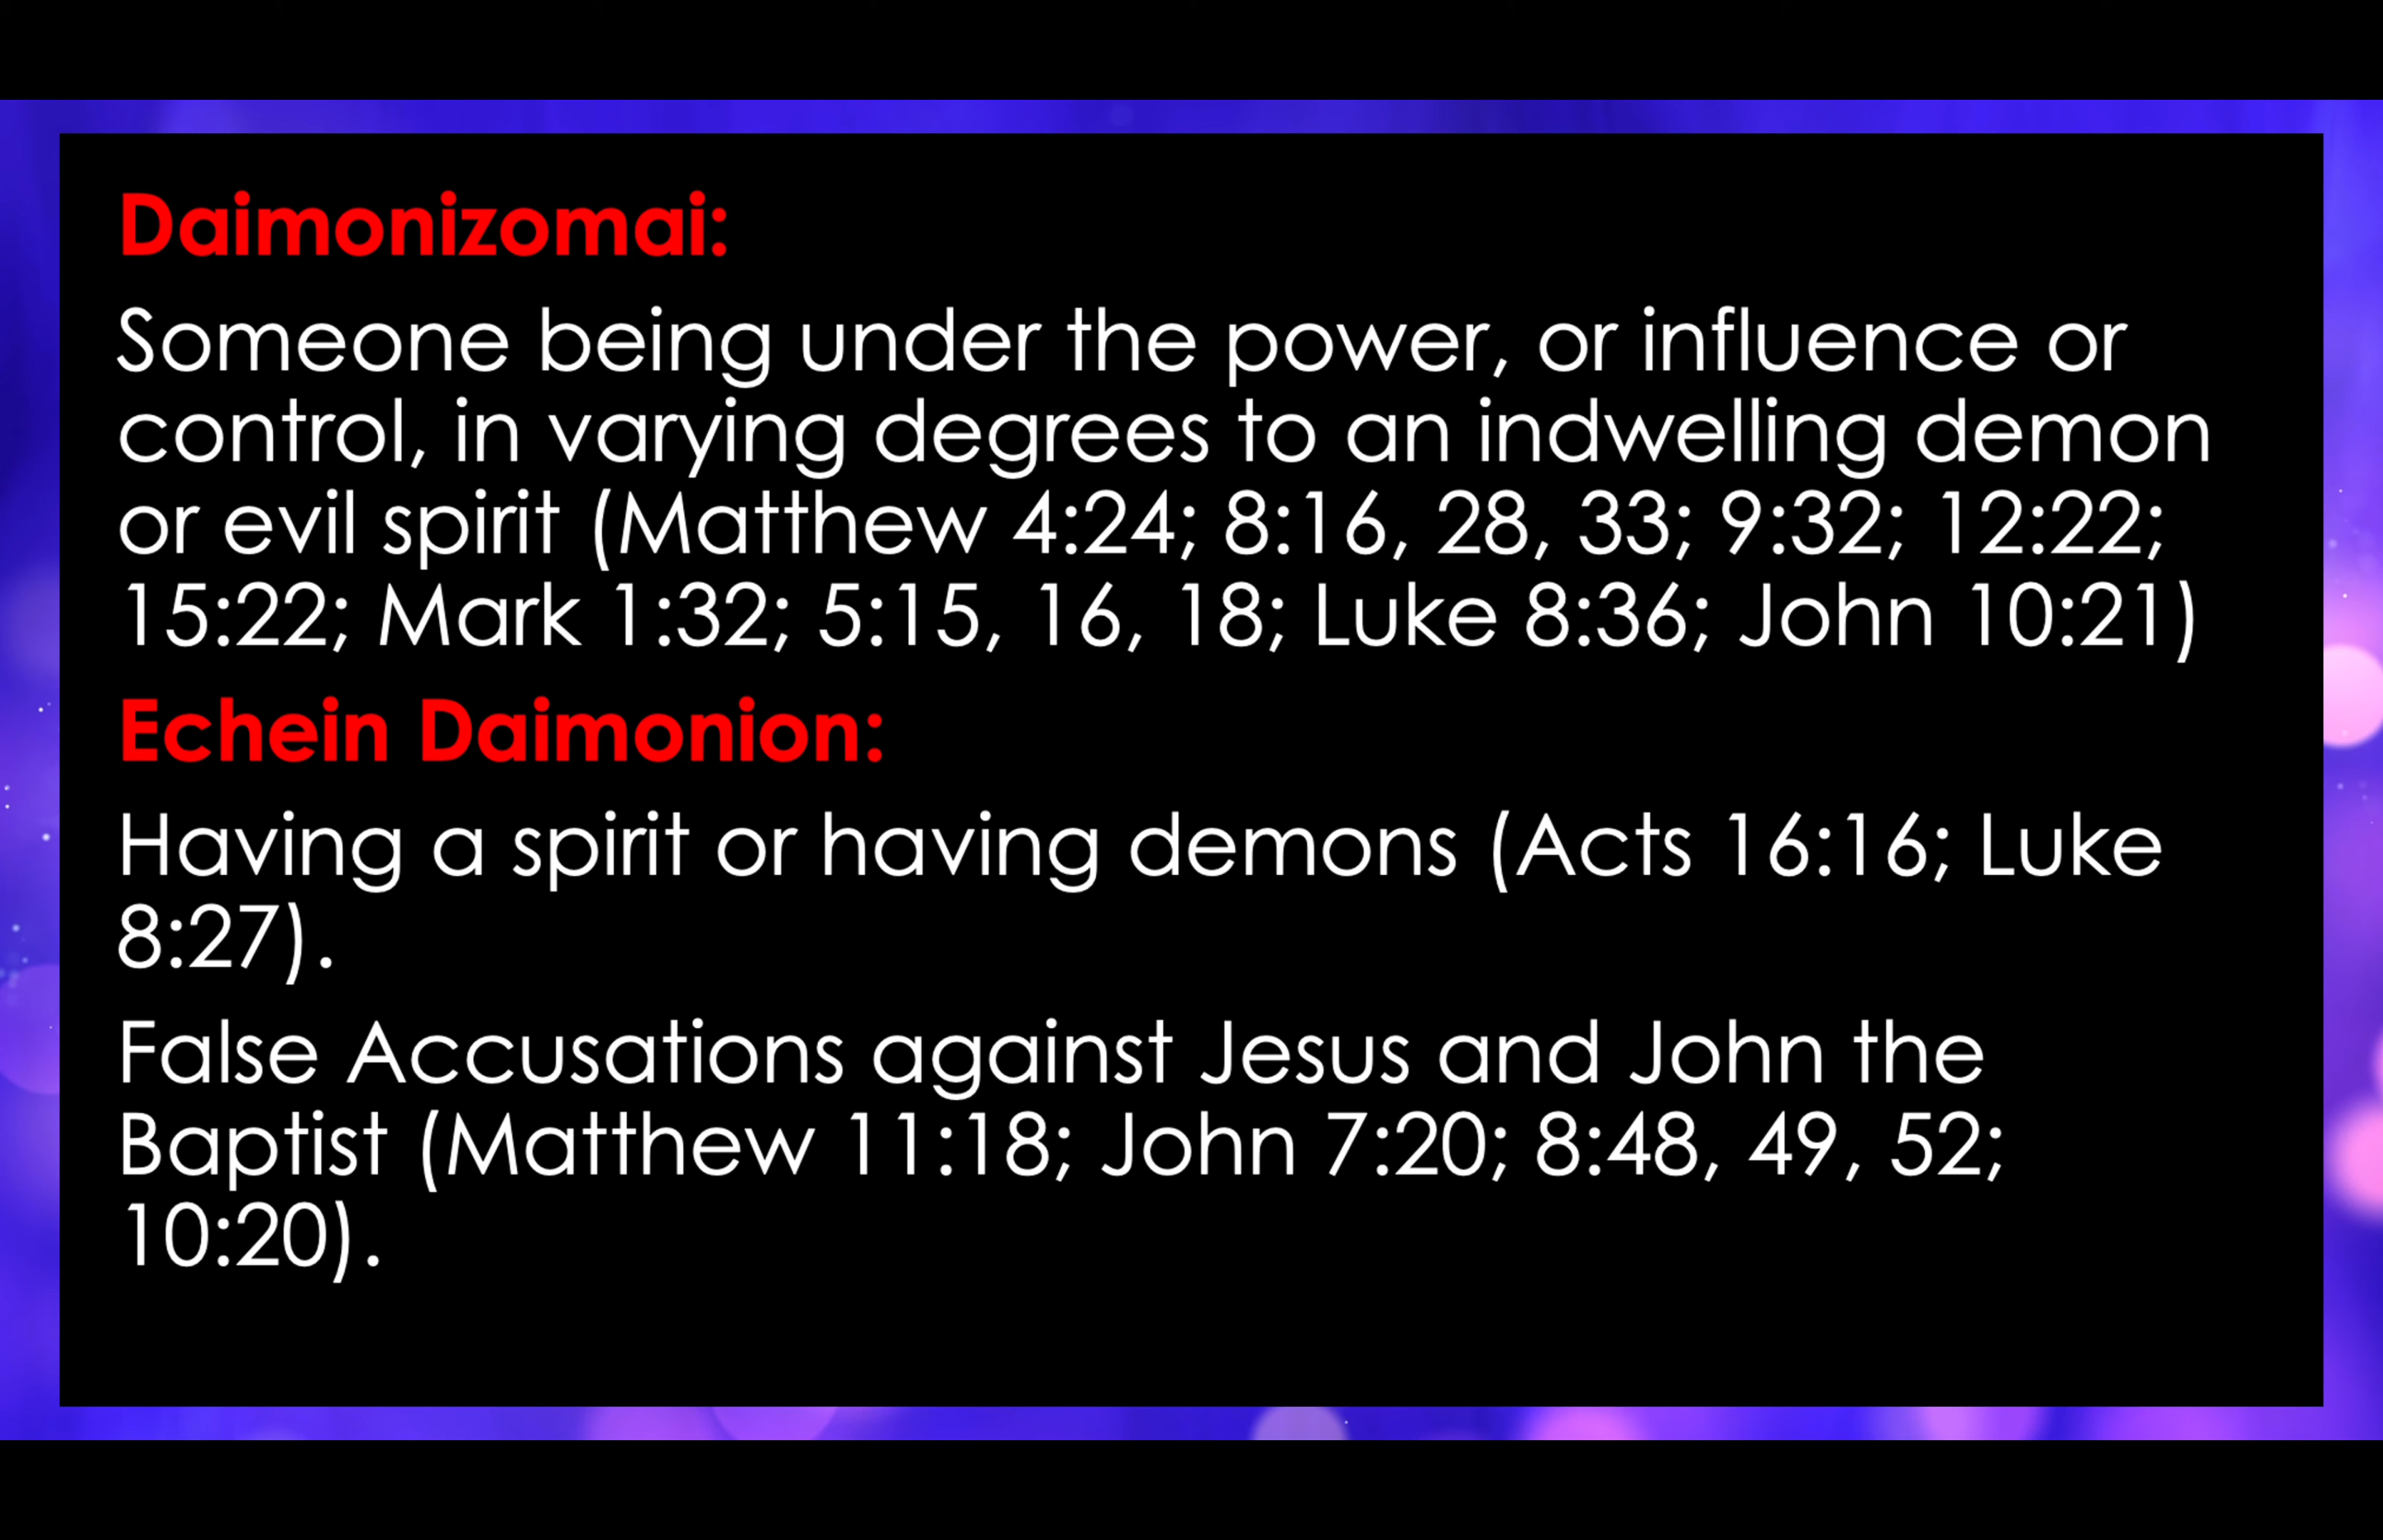 Daimonizomai:
Someone being under the power, or influence or
control, in varying degrees to an indwelling demon
or evil spirit (Matthew 4:24; 8:16, 28, 33; 9:32; 12:22;
15:22; Mark 1:32; 5:15, 16, 18; Luke 8:36; John 10:21)
Echein Daimonion:
Having a spirit or having demons (Acts 16:16; Luke
8:27).
False Accusations against Jesus and John the
Baptist (Matthew 11:18; John 7:20; 8:48, 49, 52;
10:20).